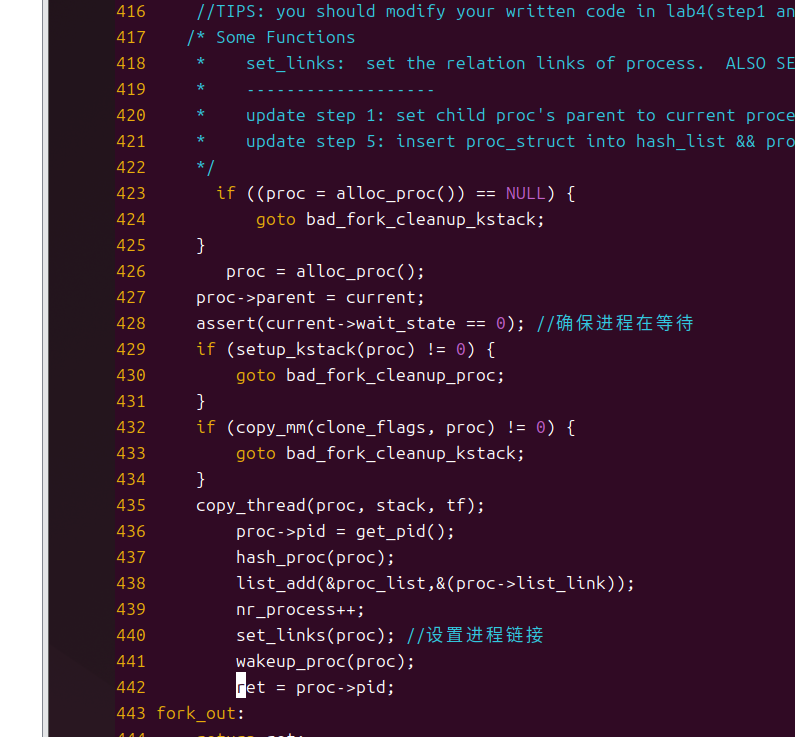 416     //TIPS: you should modify your written code in lab4(step1 an
417    /* Some Functions
418     *    set_links:  set the relation links of process.  ALSO SE
419     *    -------------------
420     *    update step 1: set child proc's parent to current proce
421     *    update step 5: insert proc_struct into hash_list && pro
422     */
423       if ((proc = alloc_proc()) == NULL) {
424           goto bad_fork_cleanup_kstack;
425     }
426        proc = alloc_proc();
427     proc->parent = current;
428     assert(current->wait_state == 0); //确保进程在等待
429     if (setup_kstack(proc) != 0) {
430         goto bad_fork_cleanup_proc;
431     }
432     if (copy_mm(clone_flags, proc) != 0) {
433         goto bad_fork_cleanup_kstack;
434     }
435     copy_thread(proc, stack, tf);
436         proc->pid = get_pid();
437         hash_proc(proc);
438         list_add(&proc_list,&(proc->list_link));
439         nr_process++;
440         set_links(proc); //设置进程链接
441         wakeup_proc(proc);
442         ret = proc->pid;
443 fork_out: